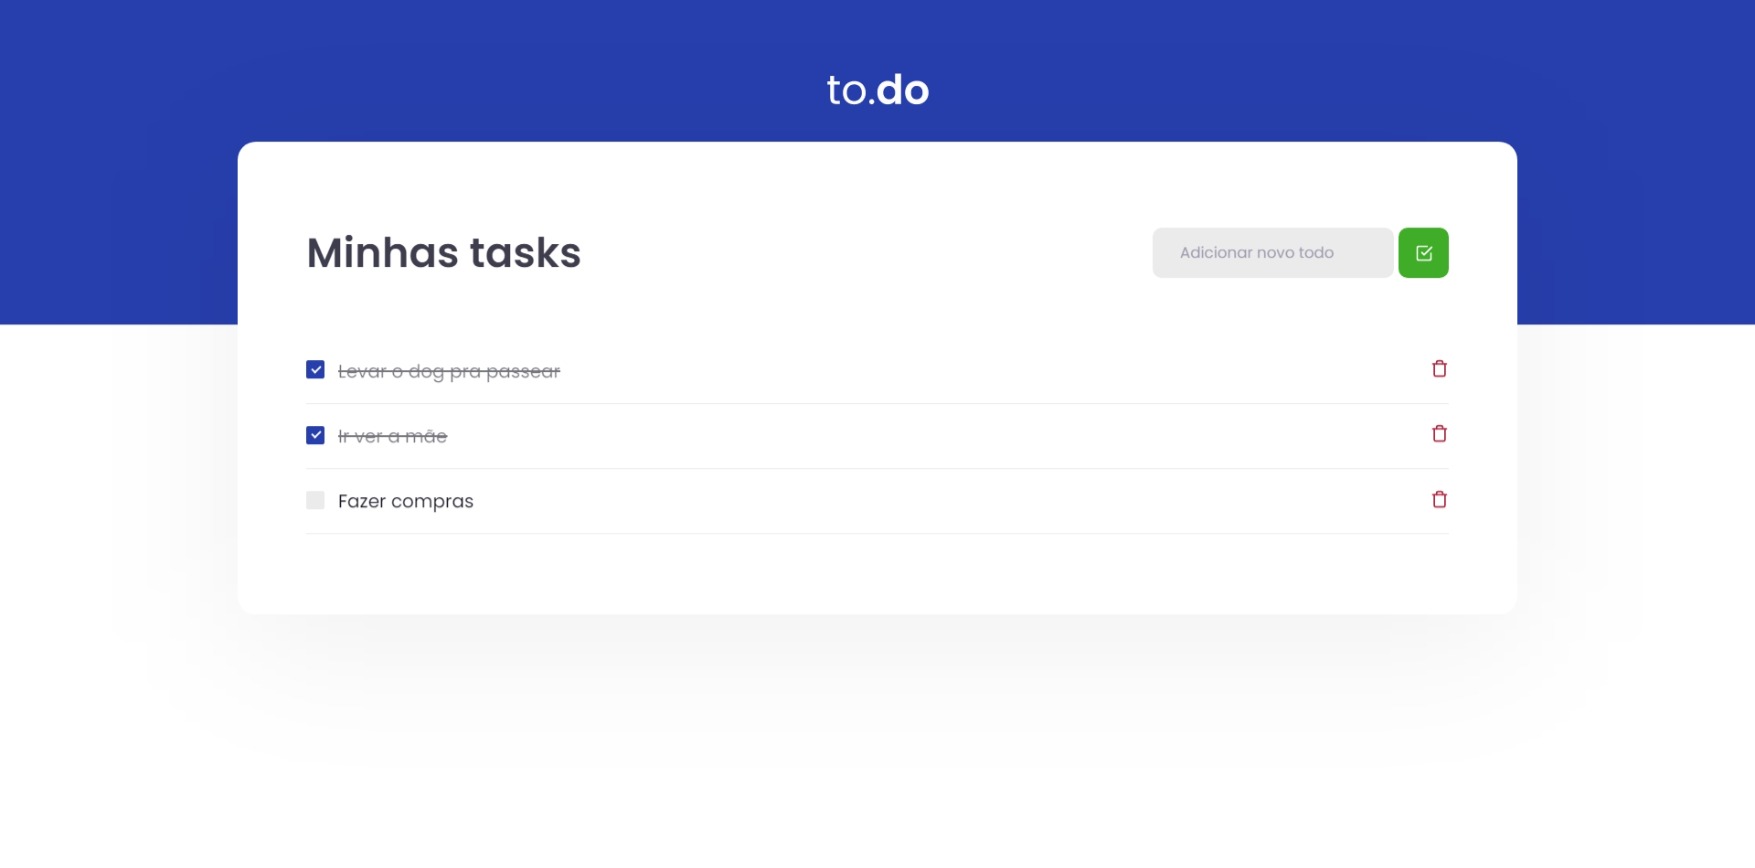 to.do
Minhas tasks
Adicionar novo todo
Levar o dog pra passear
Ir ver a mãe
Fazer compras